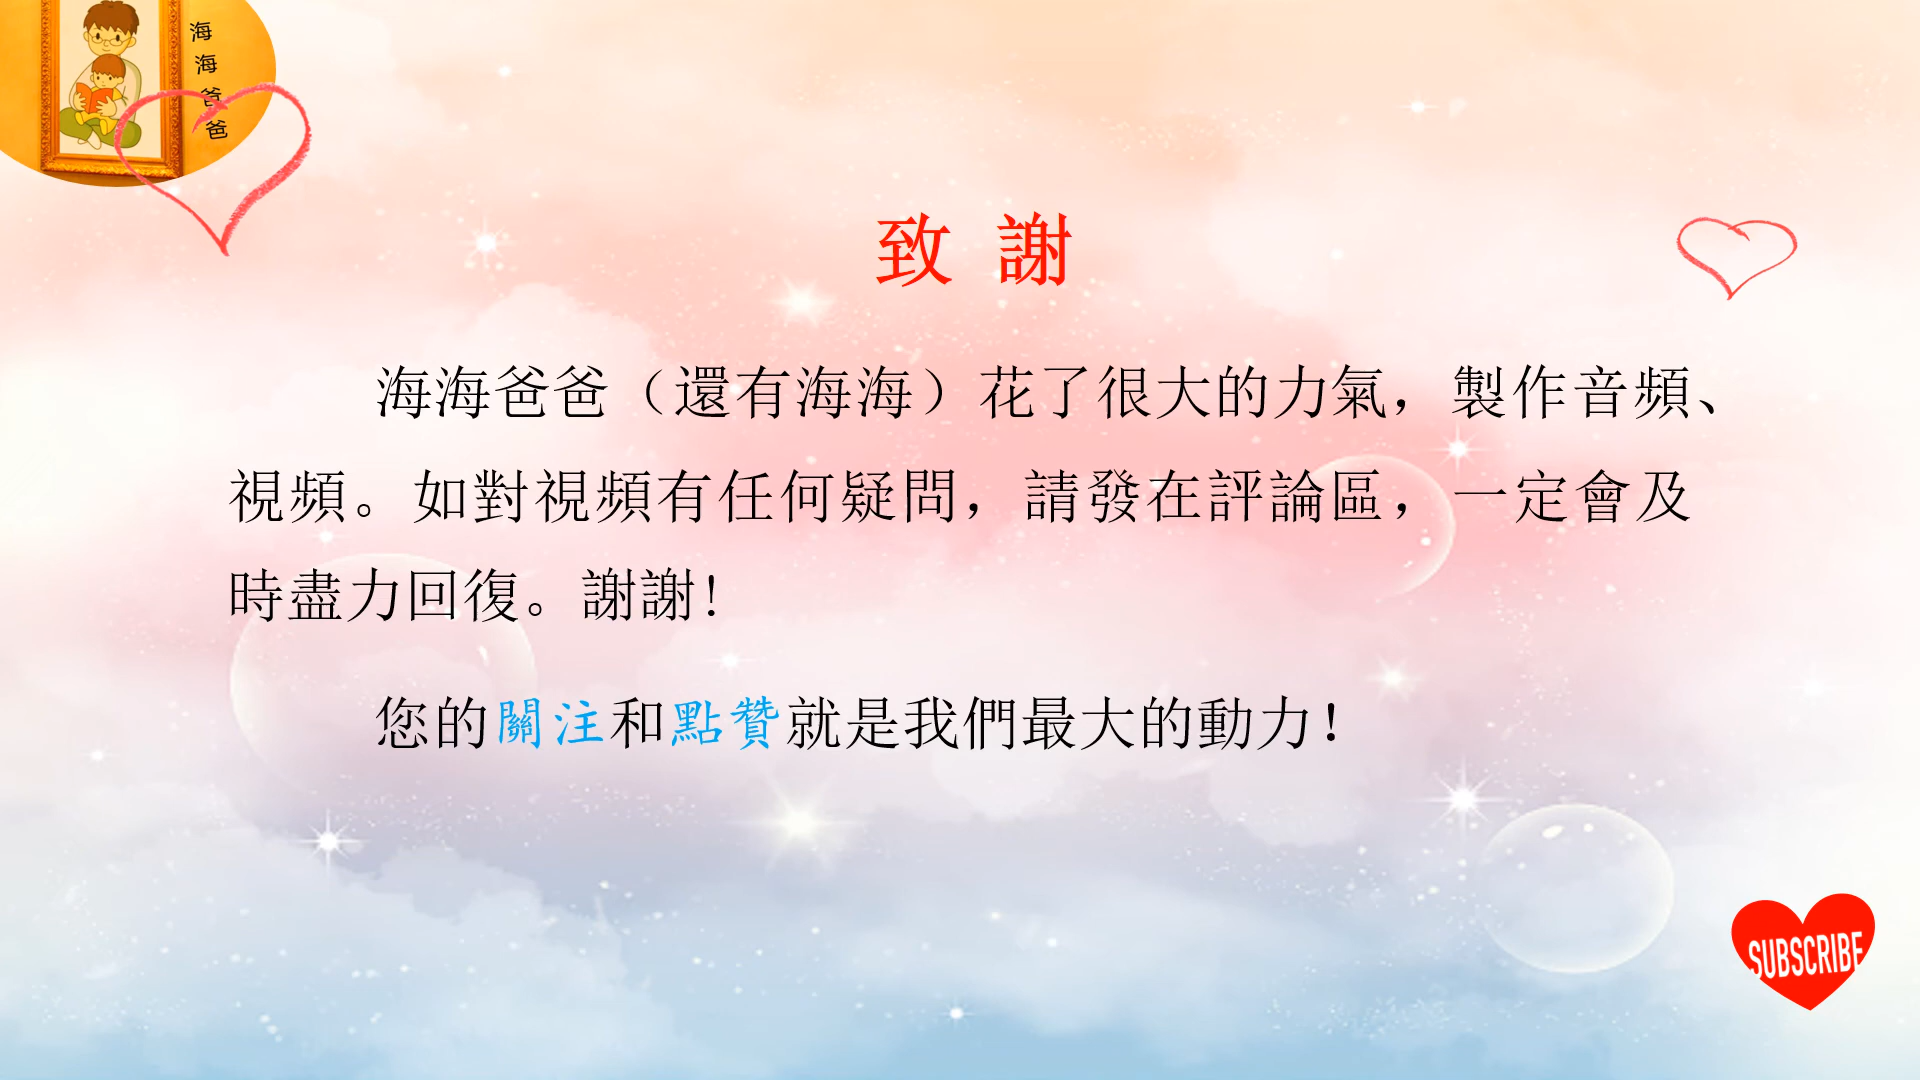 海海爸爸
致 謝
海海爸爸（還有海海）花了很大的力氣，製作音頻、
視頻。如對視頻有任何疑問，請發在評論區，一定會及
時盡力回復。謝謝!
您的關注和點贊就是我們最大的動力!
SUBSCRIBE